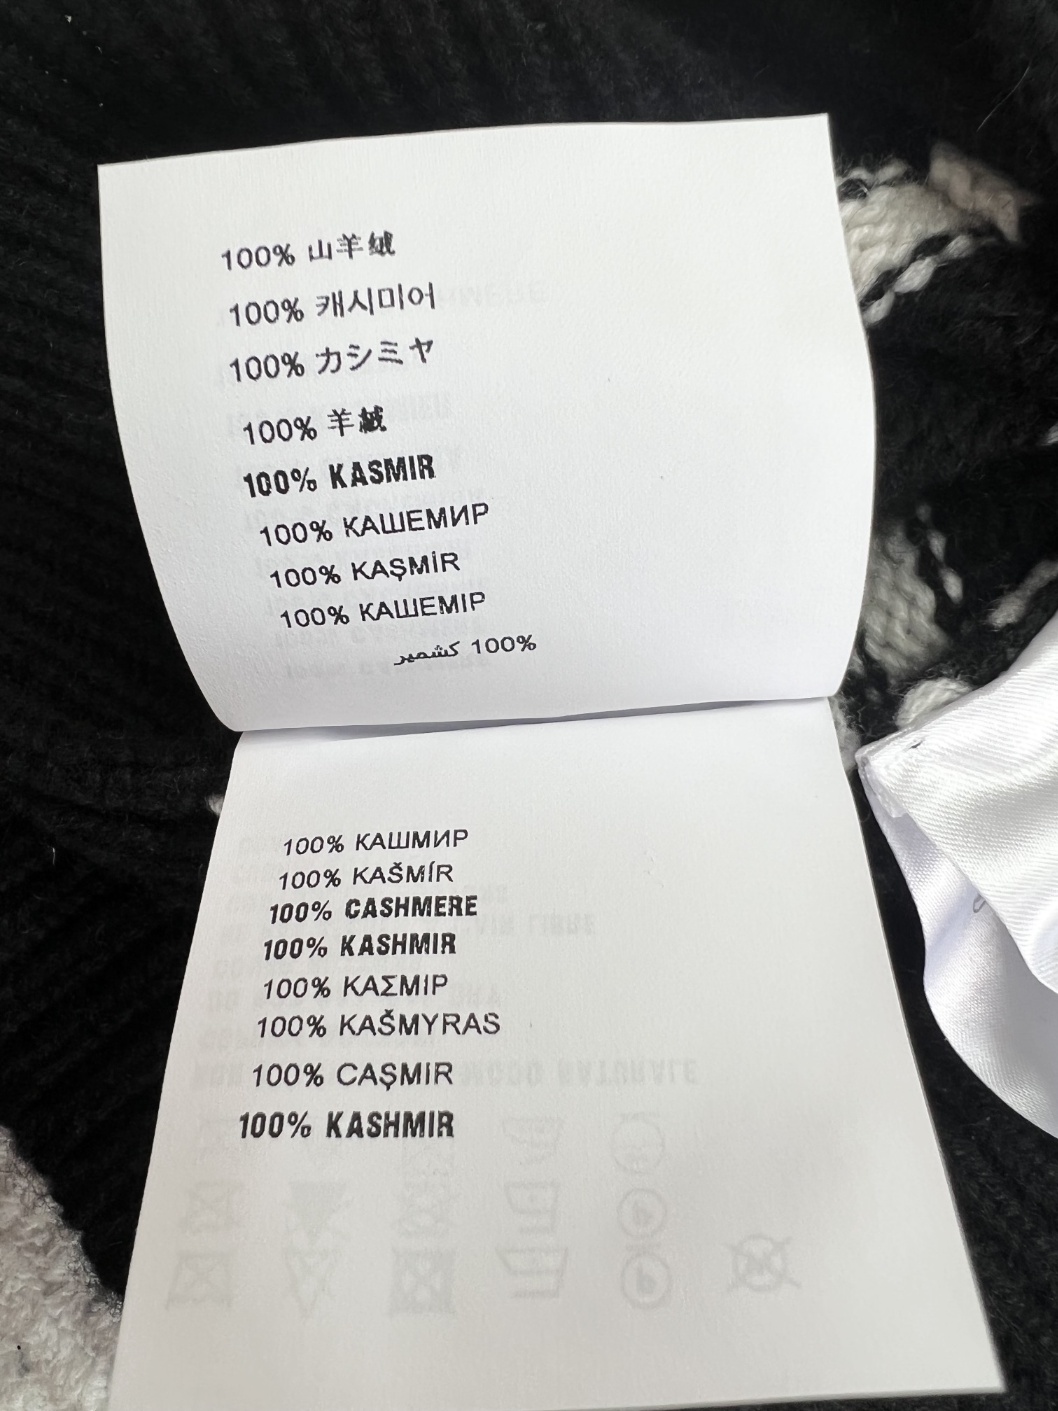 100% 山羊绒
100% 캐시미어
100% カシミヤ
100% 羊絨
100% KASMIR
100% КАШЕМИР
100% KAŞMİR
100% КАШЕМІР
100% كشمير
100% КАШМИР
100% KAŠMÍR
100% CASHMERE
100% KASHMIR
100% ΚΑΣΜΙΡ
100% KAŠMYRAS
100% CAŞMIR
100% KASHMIR